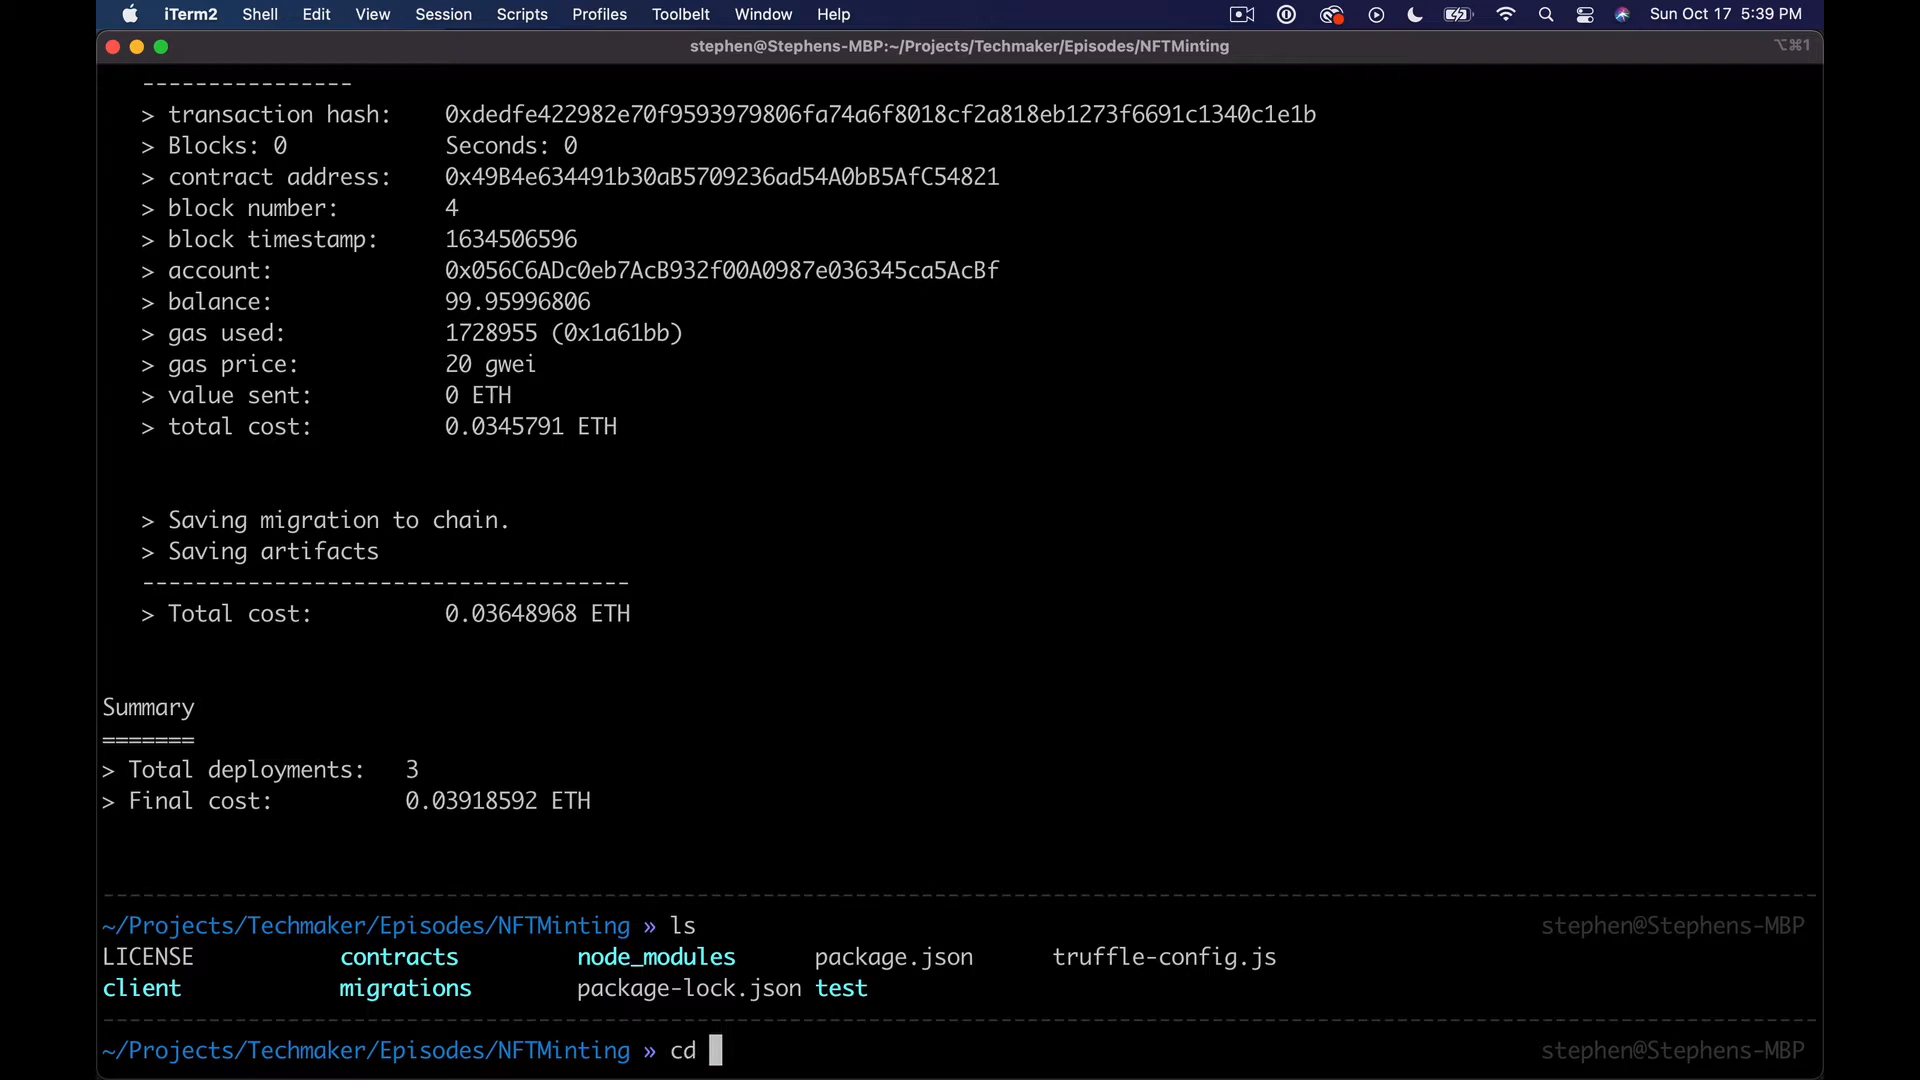 iTerm2 Shell Edit View Session Scripts Profiles Toolbelt Window Help Sun Oct 17 5:39 PM
stephen@Stephens-MBP:~/Projects/Techmaker/Episodes/NFTMinting ⌥⌘1
----------------
> transaction hash: 0xdedfe422982e70f9593979806fa74a6f8018cf2a818eb1273f6691c1340c1e1b
> Blocks: 0 Seconds: 0
> contract address: 0x49B4e634491b30aB5709236ad54A0bB5AfC54821
> block number: 4
> block timestamp: 1634506596
> account: 0x056C6ADc0eb7AcB932f00A0987e036345ca5AcBf
> balance: 99.95996806
> gas used: 1728955 (0x1a61bb)
> gas price: 20 gwei
> value sent: 0 ETH
> total cost: 0.0345791 ETH
> Saving migration to chain.
> Saving artifacts
-------------------------------------
> Total cost: 0.03648968 ETH
Summary
=======
> Total deployments: 3
> Final cost: 0.03918592 ETH
~/Projects/Techmaker/Episodes/NFTMinting » ls stephen@Stephens-MBP
LICENSE contracts node_modules package.json truffle-config.js
client migrations package-lock.json test
~/Projects/Techmaker/Episodes/NFTMinting » cd stephen@Stephens-MBP